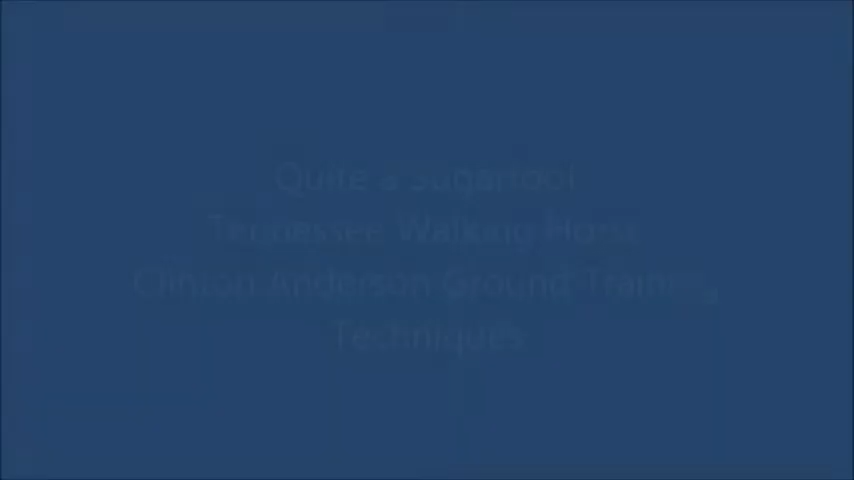 Quite a Sugarfoot
Tennessee Walking Horse
Clinton Anderson Ground Training
Techniques